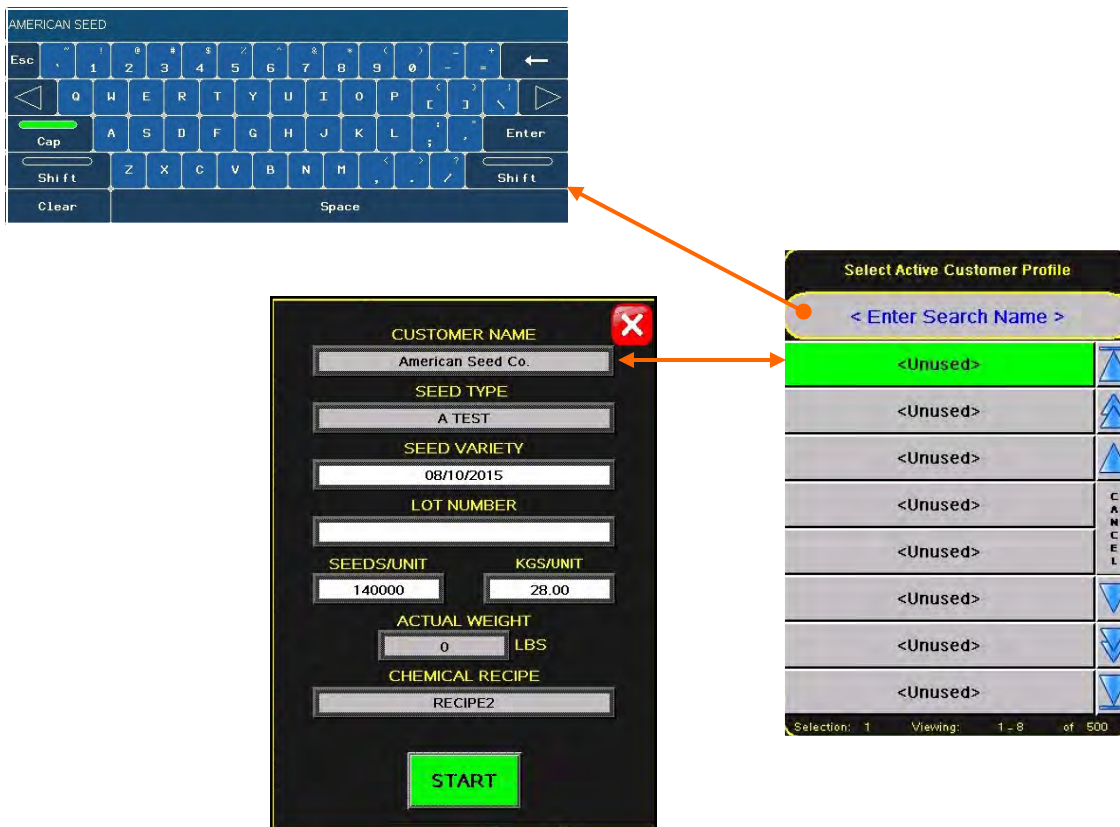 AMERICAN SEED
Esc ~ ` ! 1 @ 2 # 3 $ 4 % 5 ^ 6 & 7 * 8 ( 9 ) 0 _ - + =
Q W E R T Y U I O P { [ } ] | \
Cap A S D F G H J K L : ; " ' Enter
Shift Z X C V B N M < , > . ? / Shift
Clear Space
Select Active Customer Profile
< Enter Search Name >
<Unused>
<Unused>
<Unused>
<Unused>
<Unused>
<Unused>
<Unused>
<Unused>
CANCEL
Selection: 1 Viewing: 1 - 8 of 500
CUSTOMER NAME
American Seed Co.
SEED TYPE
A TEST
SEED VARIETY
08/10/2015
LOT NUMBER
SEEDS/UNIT KGS/UNIT
140000 28.00
ACTUAL WEIGHT
0 LBS
CHEMICAL RECIPE
RECIPE2
START